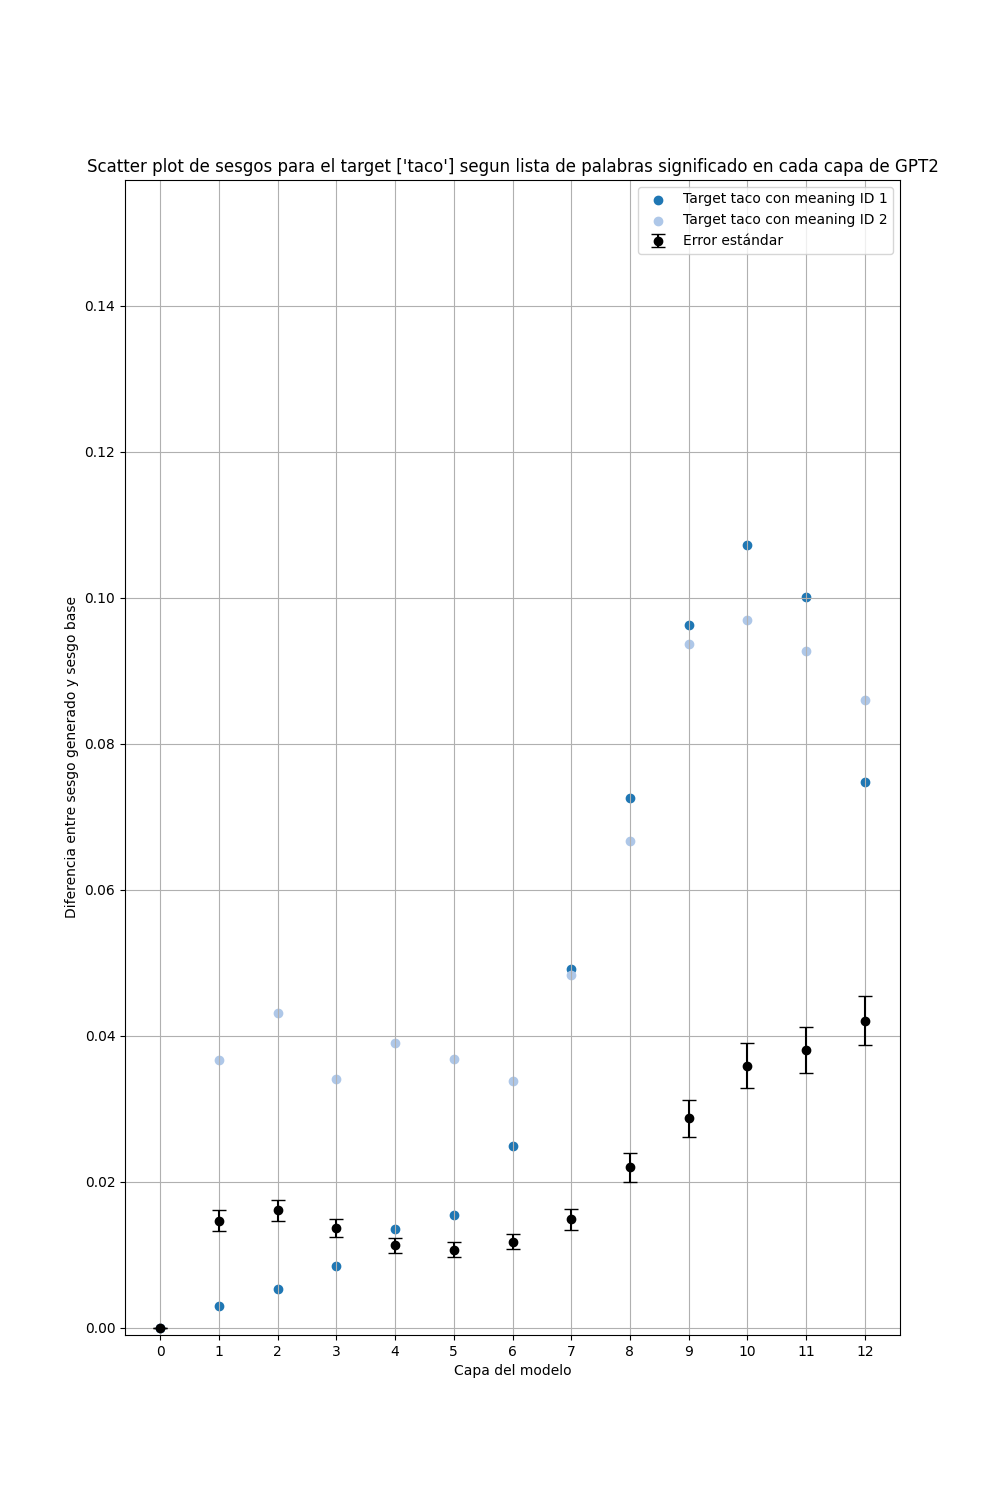 Scatter plot de sesgos para el target ['taco'] segun lista de palabras significado en cada capa de GPT2
Target taco con meaning ID 1
Target taco con meaning ID 2
Error estándar
0.14
0.12
0.10
0.08
0.06
0.04
0.02
0.00
Diferencia entre sesgo generado y sesgo base
0 1 2 3 4 5 6 7 8 9 10 11 12
Capa del modelo